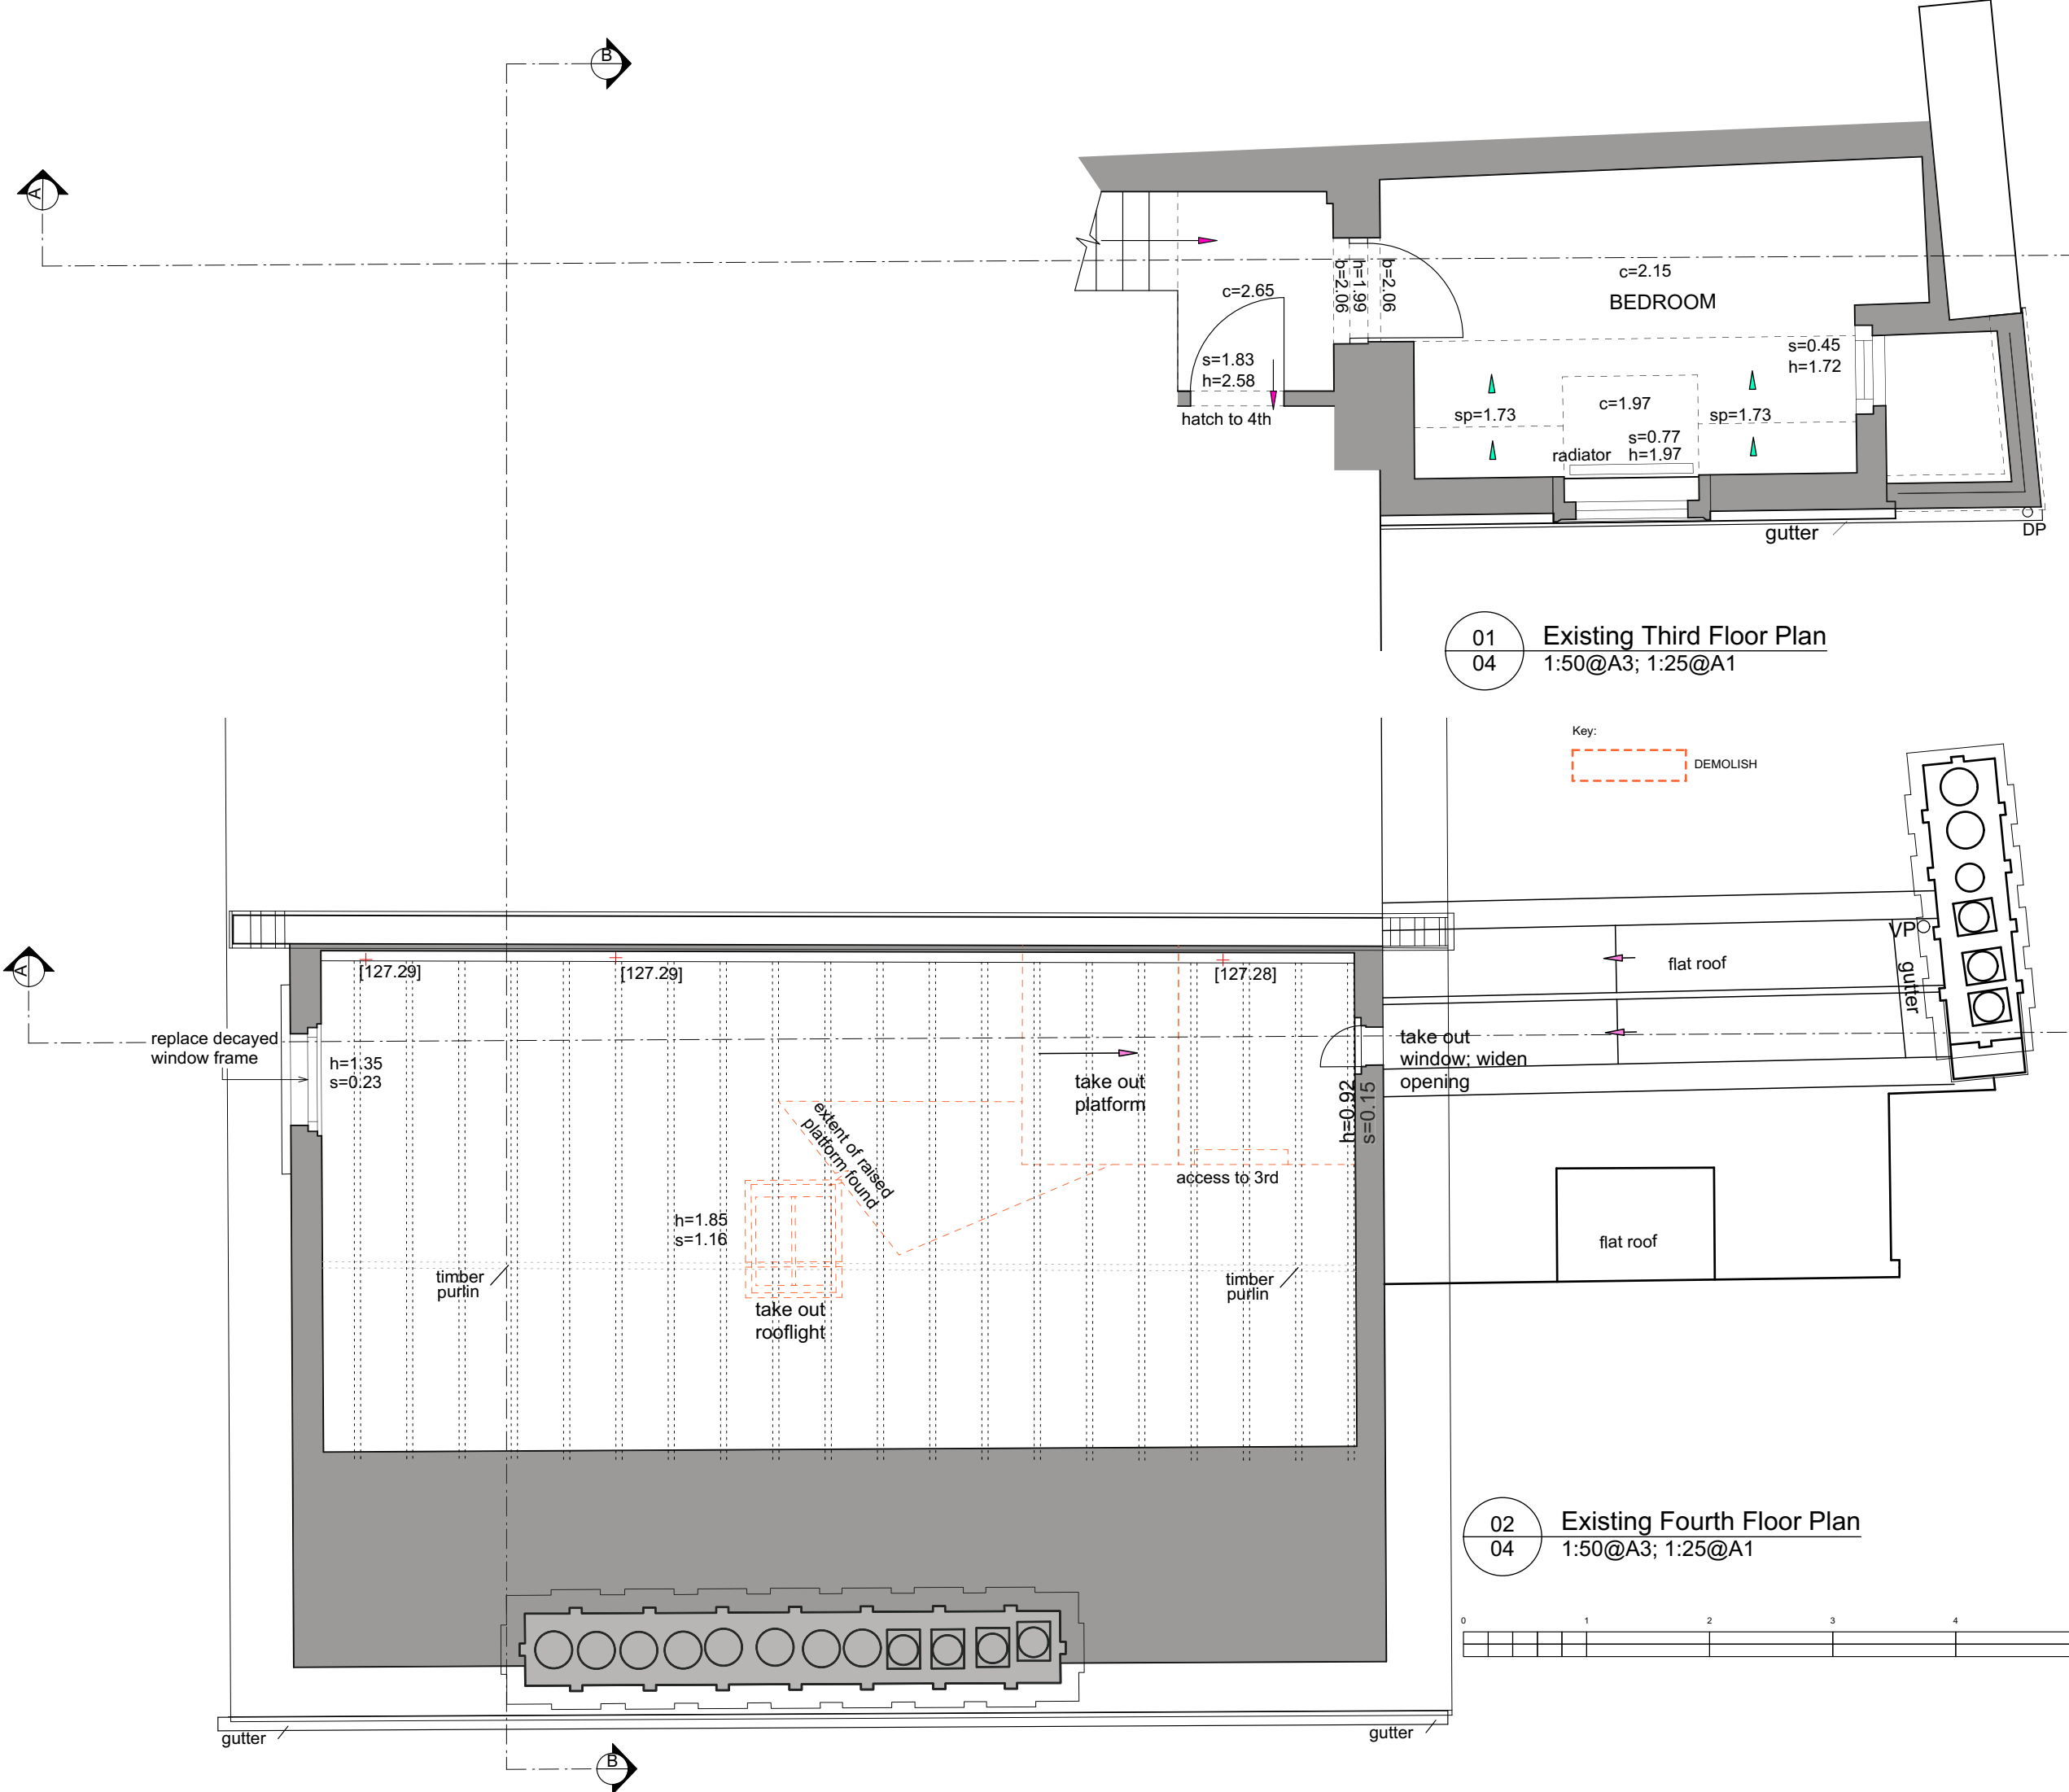 B
A
c=2.65
b=2.06
h=1.99
b=2.06
c=2.15
BEDROOM
s=1.83
h=2.58
hatch to 4th
s=0.45
h=1.72
sp=1.73
c=1.97
sp=1.73
s=0.77
radiator h=1.97
gutter
DP
01
04
Existing Third Floor Plan
1:50@A3; 1:25@A1
Key:
DEMOLISH
A
[127.29]
[127.29]
[127.28]
VP
gutter
flat roof
replace decayed
window frame
h=1.35
s=0.23
take out
platform
take out
window; widen
opening
h=0.92
s=0.15
extent of raised
platform found
access to 3rd
h=1.85
s=1.16
flat roof
timber
purlin
timber
purlin
take out
rooflight
02
04
Existing Fourth Floor Plan
1:50@A3; 1:25@A1
0 1 2 3 4
gutter
gutter
B